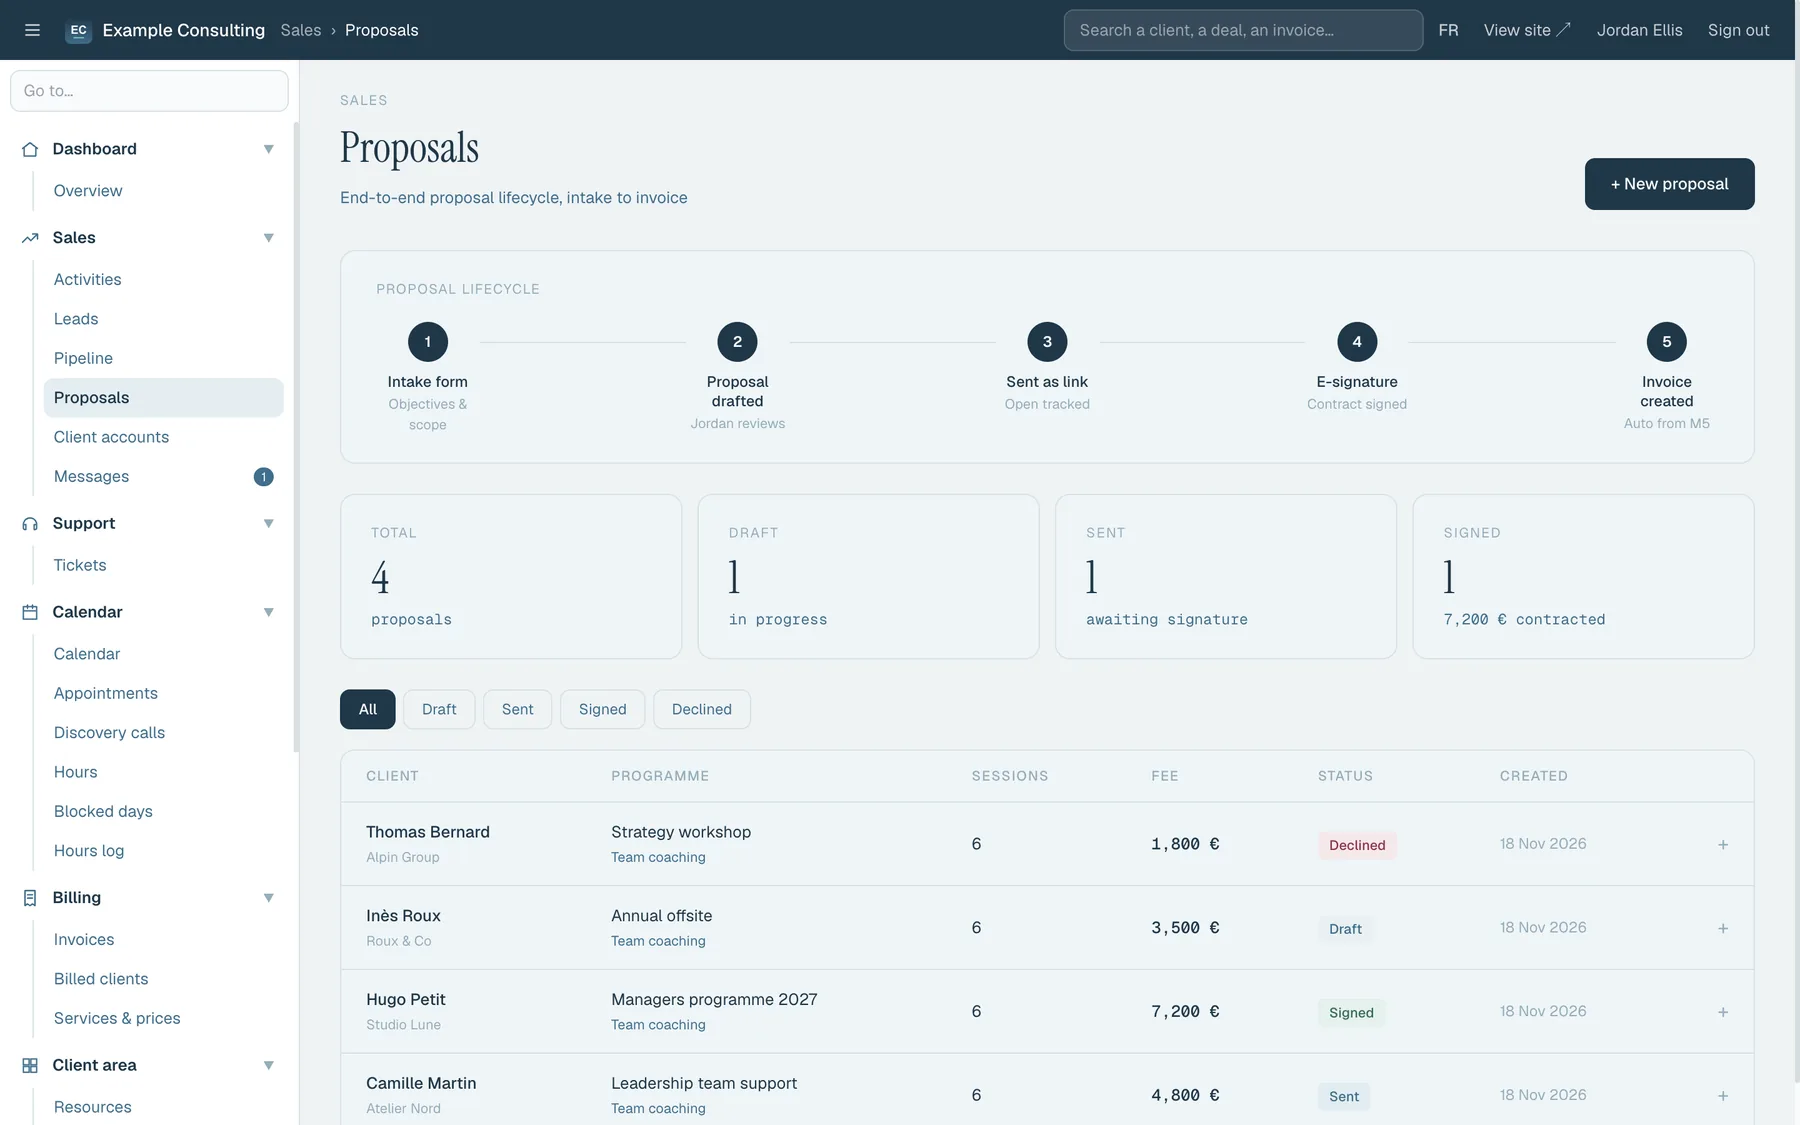 EC Example Consulting Sales › Proposals
Search a client, a deal, an invoice...
FR
View site
Jordan Ellis
Sign out
Go to...
Dashboard
Overview
Sales
Activities
Leads
Pipeline
Proposals
Client accounts
Messages 1
Support
Tickets
Calendar
Calendar
Appointments
Discovery calls
Hours
Blocked days
Hours log
Billing
Invoices
Billed clients
Services & prices
Client area
Resources
SALES
Proposals
End-to-end proposal lifecycle, intake to invoice
+ New proposal
PROPOSAL LIFECYCLE
1
Intake form
Objectives &
scope
2
Proposal
drafted
Jordan reviews
3
Sent as link
Open tracked
4
E-signature
Contract signed
5
Invoice
created
Auto from M5
TOTAL
4
proposals
DRAFT
1
in progress
SENT
1
awaiting signature
SIGNED
1
7,200 € contracted
All Draft Sent Signed Declined
CLIENT PROGRAMME SESSIONS FEE STATUS CREATED
Thomas Bernard
Alpin Group
Strategy workshop
Team coaching
6
1,800 €
Declined
18 Nov 2026
+
Inès Roux
Roux & Co
Annual offsite
Team coaching
6
3,500 €
Draft
18 Nov 2026
+
Hugo Petit
Studio Lune
Managers programme 2027
Team coaching
6
7,200 €
Signed
18 Nov 2026
+
Camille Martin
Atelier Nord
Leadership team support
Team coaching
6
4,800 €
Sent
18 Nov 2026
+